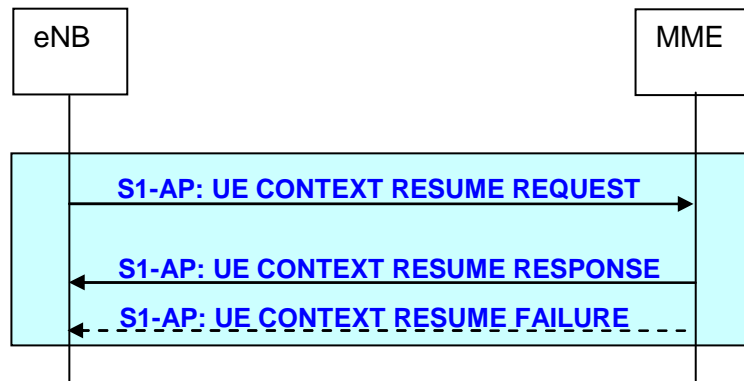 eNB
MME
S1-AP: UE CONTEXT RESUME REQUEST
S1-AP: UE CONTEXT RESUME RESPONSE
S1-AP: UE CONTEXT RESUME FAILURE